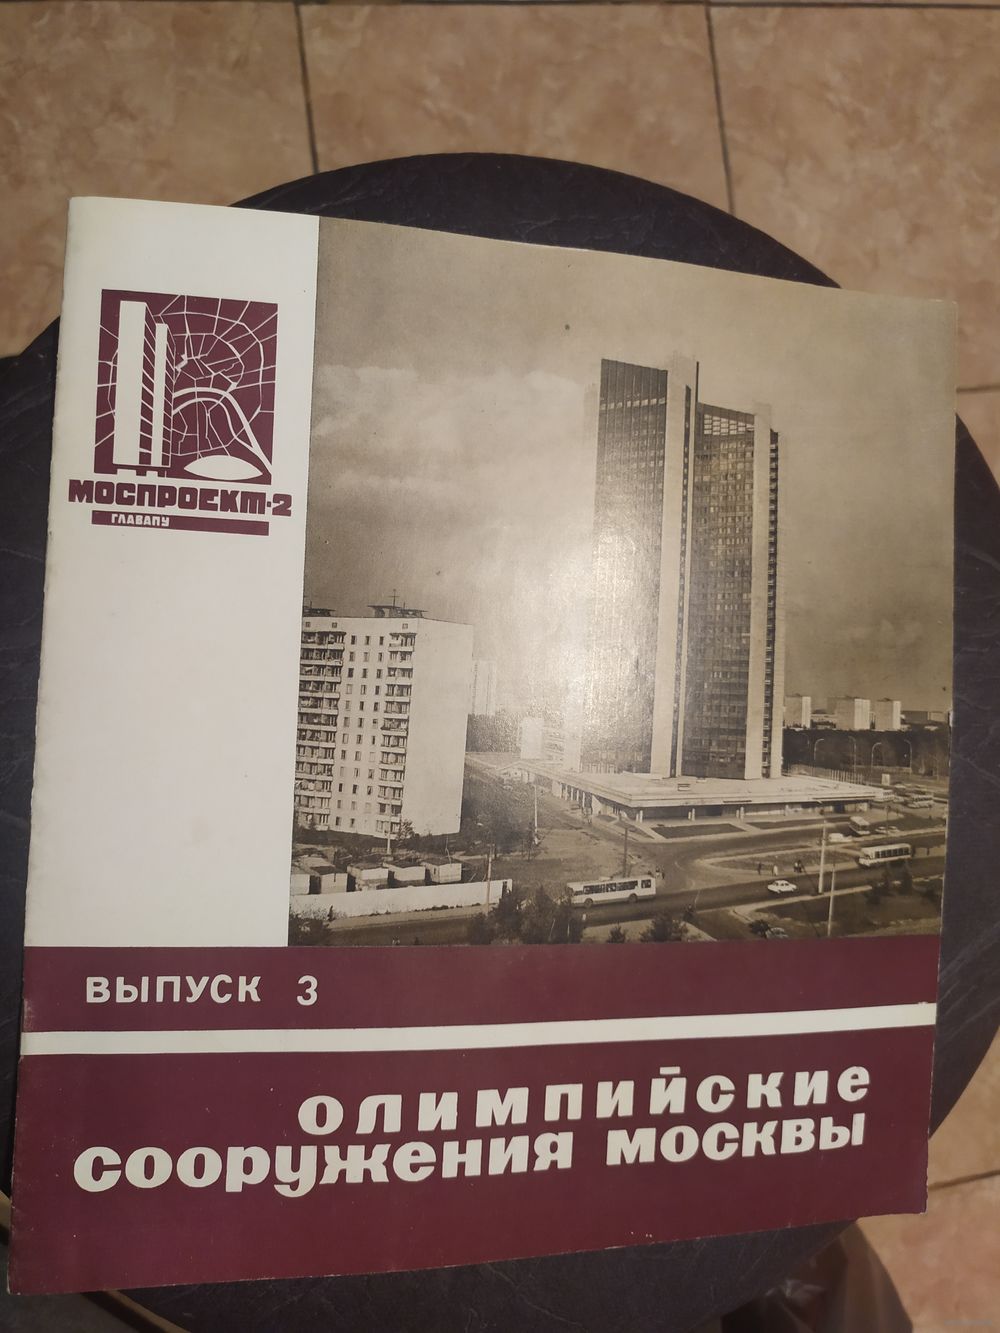 МОСПРОЕКТ-2
ГЛАВАПУ
ВЫПУСК 3
ОЛИМПИЙСКИЕ
СООРУЖЕНИЯ МОСКВЫ